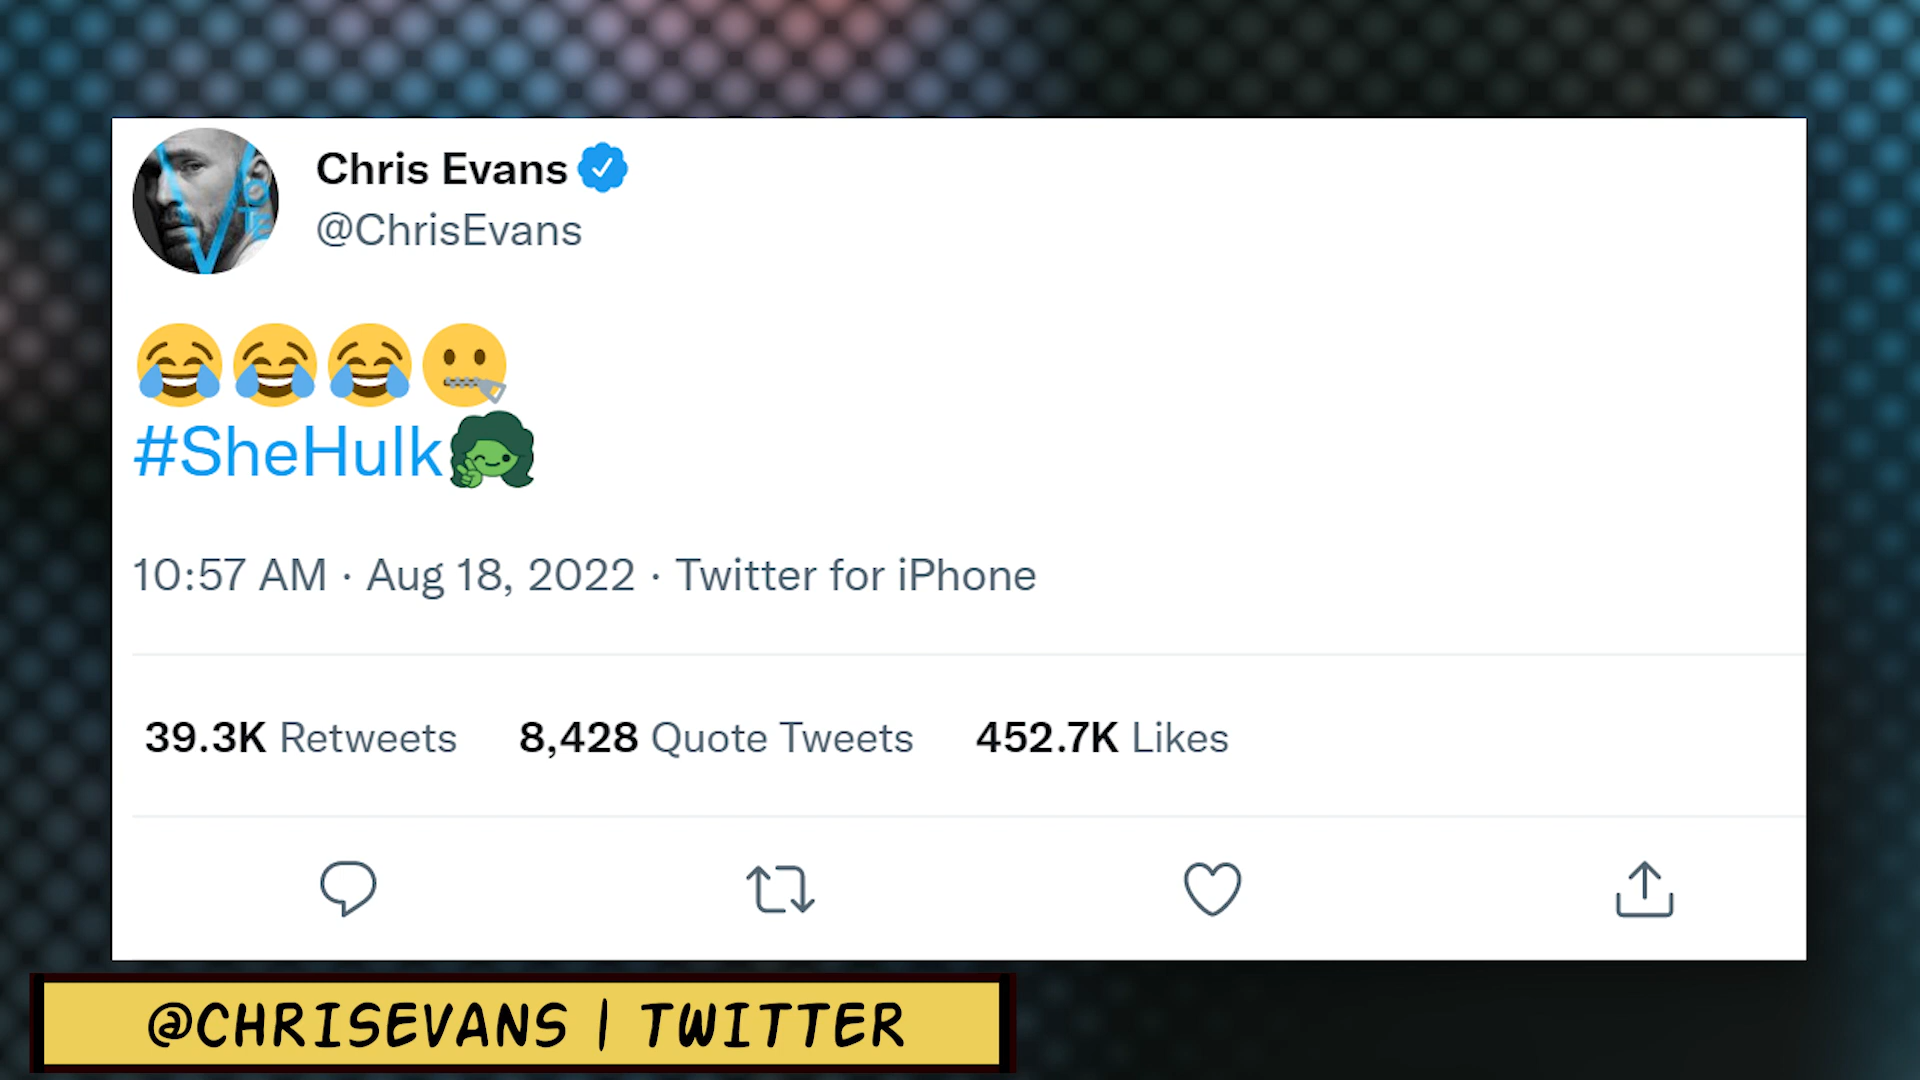 Chris Evans
@ChrisEvans
VOTE
😂😂😂🤐
#SheHulk
10:57 AM · Aug 18, 2022 · Twitter for iPhone
39.3K Retweets 8,428 Quote Tweets 452.7K Likes
@CHRISEVANS | TWITTER